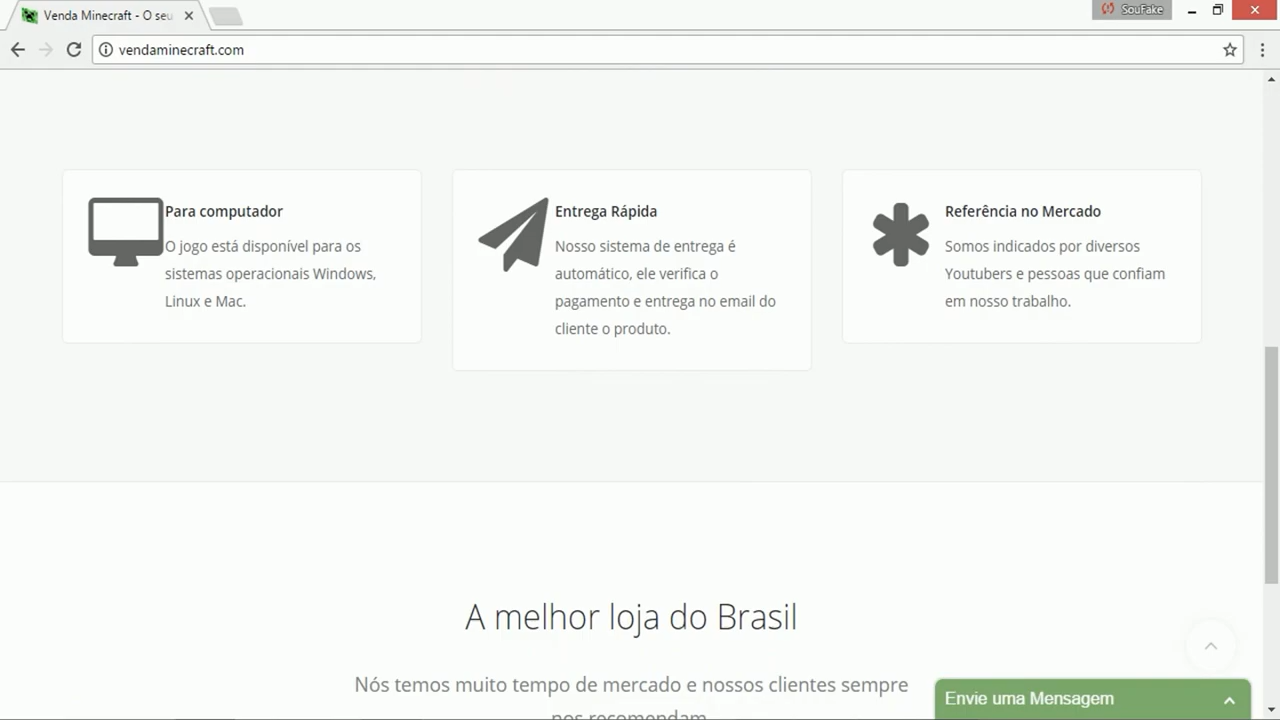 Venda Minecraft - O seu
SouFake
vendaminecraft.com
Para computador
O jogo está disponível para os
sistemas operacionais Windows,
Linux e Mac.
Entrega Rápida
Nosso sistema de entrega é
automático, ele verifica o
pagamento e entrega no email do
cliente o produto.
Referência no Mercado
Somos indicados por diversos
Youtubers e pessoas que confiam
em nosso trabalho.
A melhor loja do Brasil
Nós temos muito tempo de mercado e nossos clientes sempre
nos recomendam.
Envie uma Mensagem